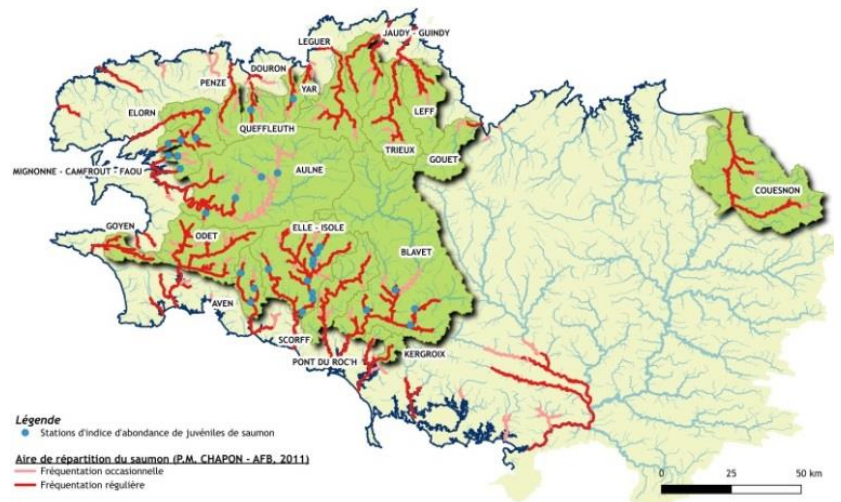 LEGUER
JAUDY - GUINDY
DOURON
PENZE
YAR
ELORN
LEFF
QUEFFLEUTH
TRIEUX
GOUET
MIGNONNE - CAMFROUT - FAOU
AULNE
COUESNON
GOYEN
ODET
ELLE - ISOLE
BLAVET
AVEN
SCORFF
PONT DU ROC'H
KERGROIX
Légende
Stations d'indice d'abondance de juvéniles de saumon
Aire de répartition du saumon (P.M. CHAPON - AFB, 2011)
Fréquentation occasionnelle
Fréquentation régulière
0 25 50 km